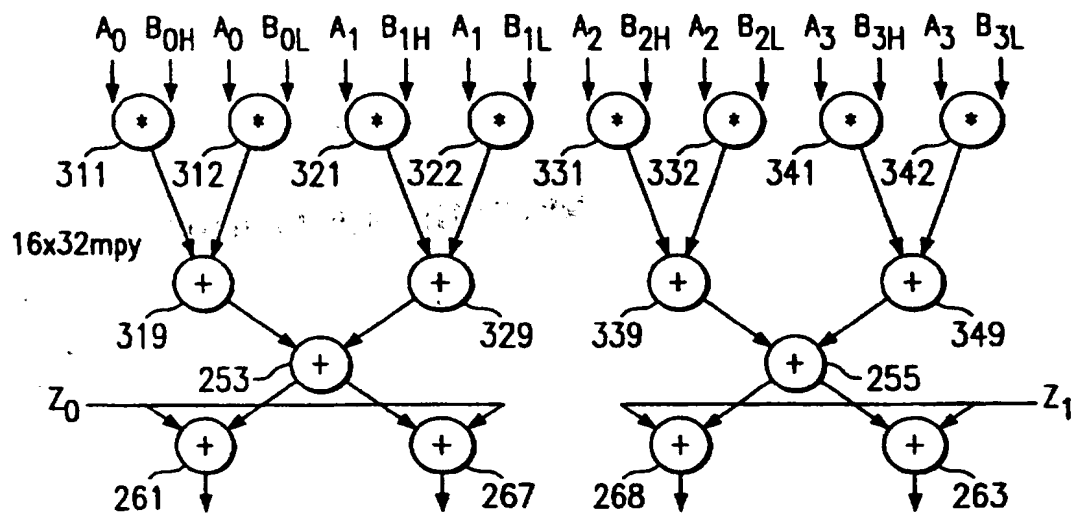 A0 B0H A0 B0L A1 B1H A1 B1L A2 B2H A2 B2L A3 B3H A3 B3L
* * * * * * * *
311 312 321 322 331 332 341 342
16x32mpy
+ + + +
319 329 339 349
+ +
253 255
Z0 Z1
+ + + +
261 267 268 263